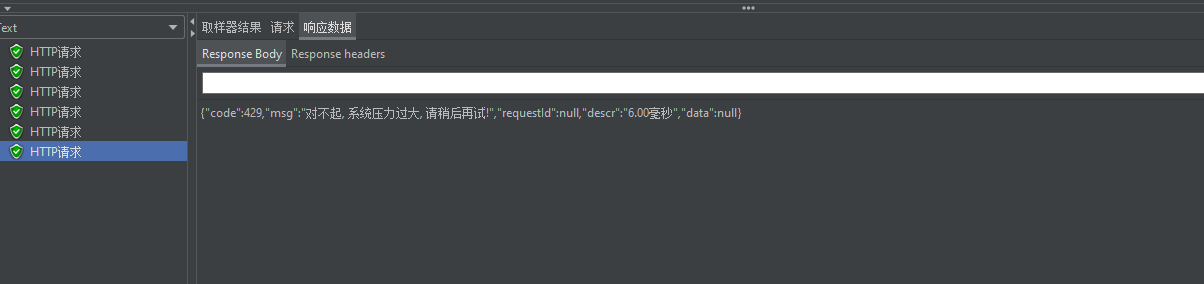 Text
取样器结果 请求 响应数据
HTTP请求
Response Body Response headers
HTTP请求
HTTP请求
{"code":429,"msg":"对不起, 系统压力过大, 请稍后再试!","requestId":null,"descr":"6.00毫秒","data":null}
HTTP请求
HTTP请求
HTTP请求